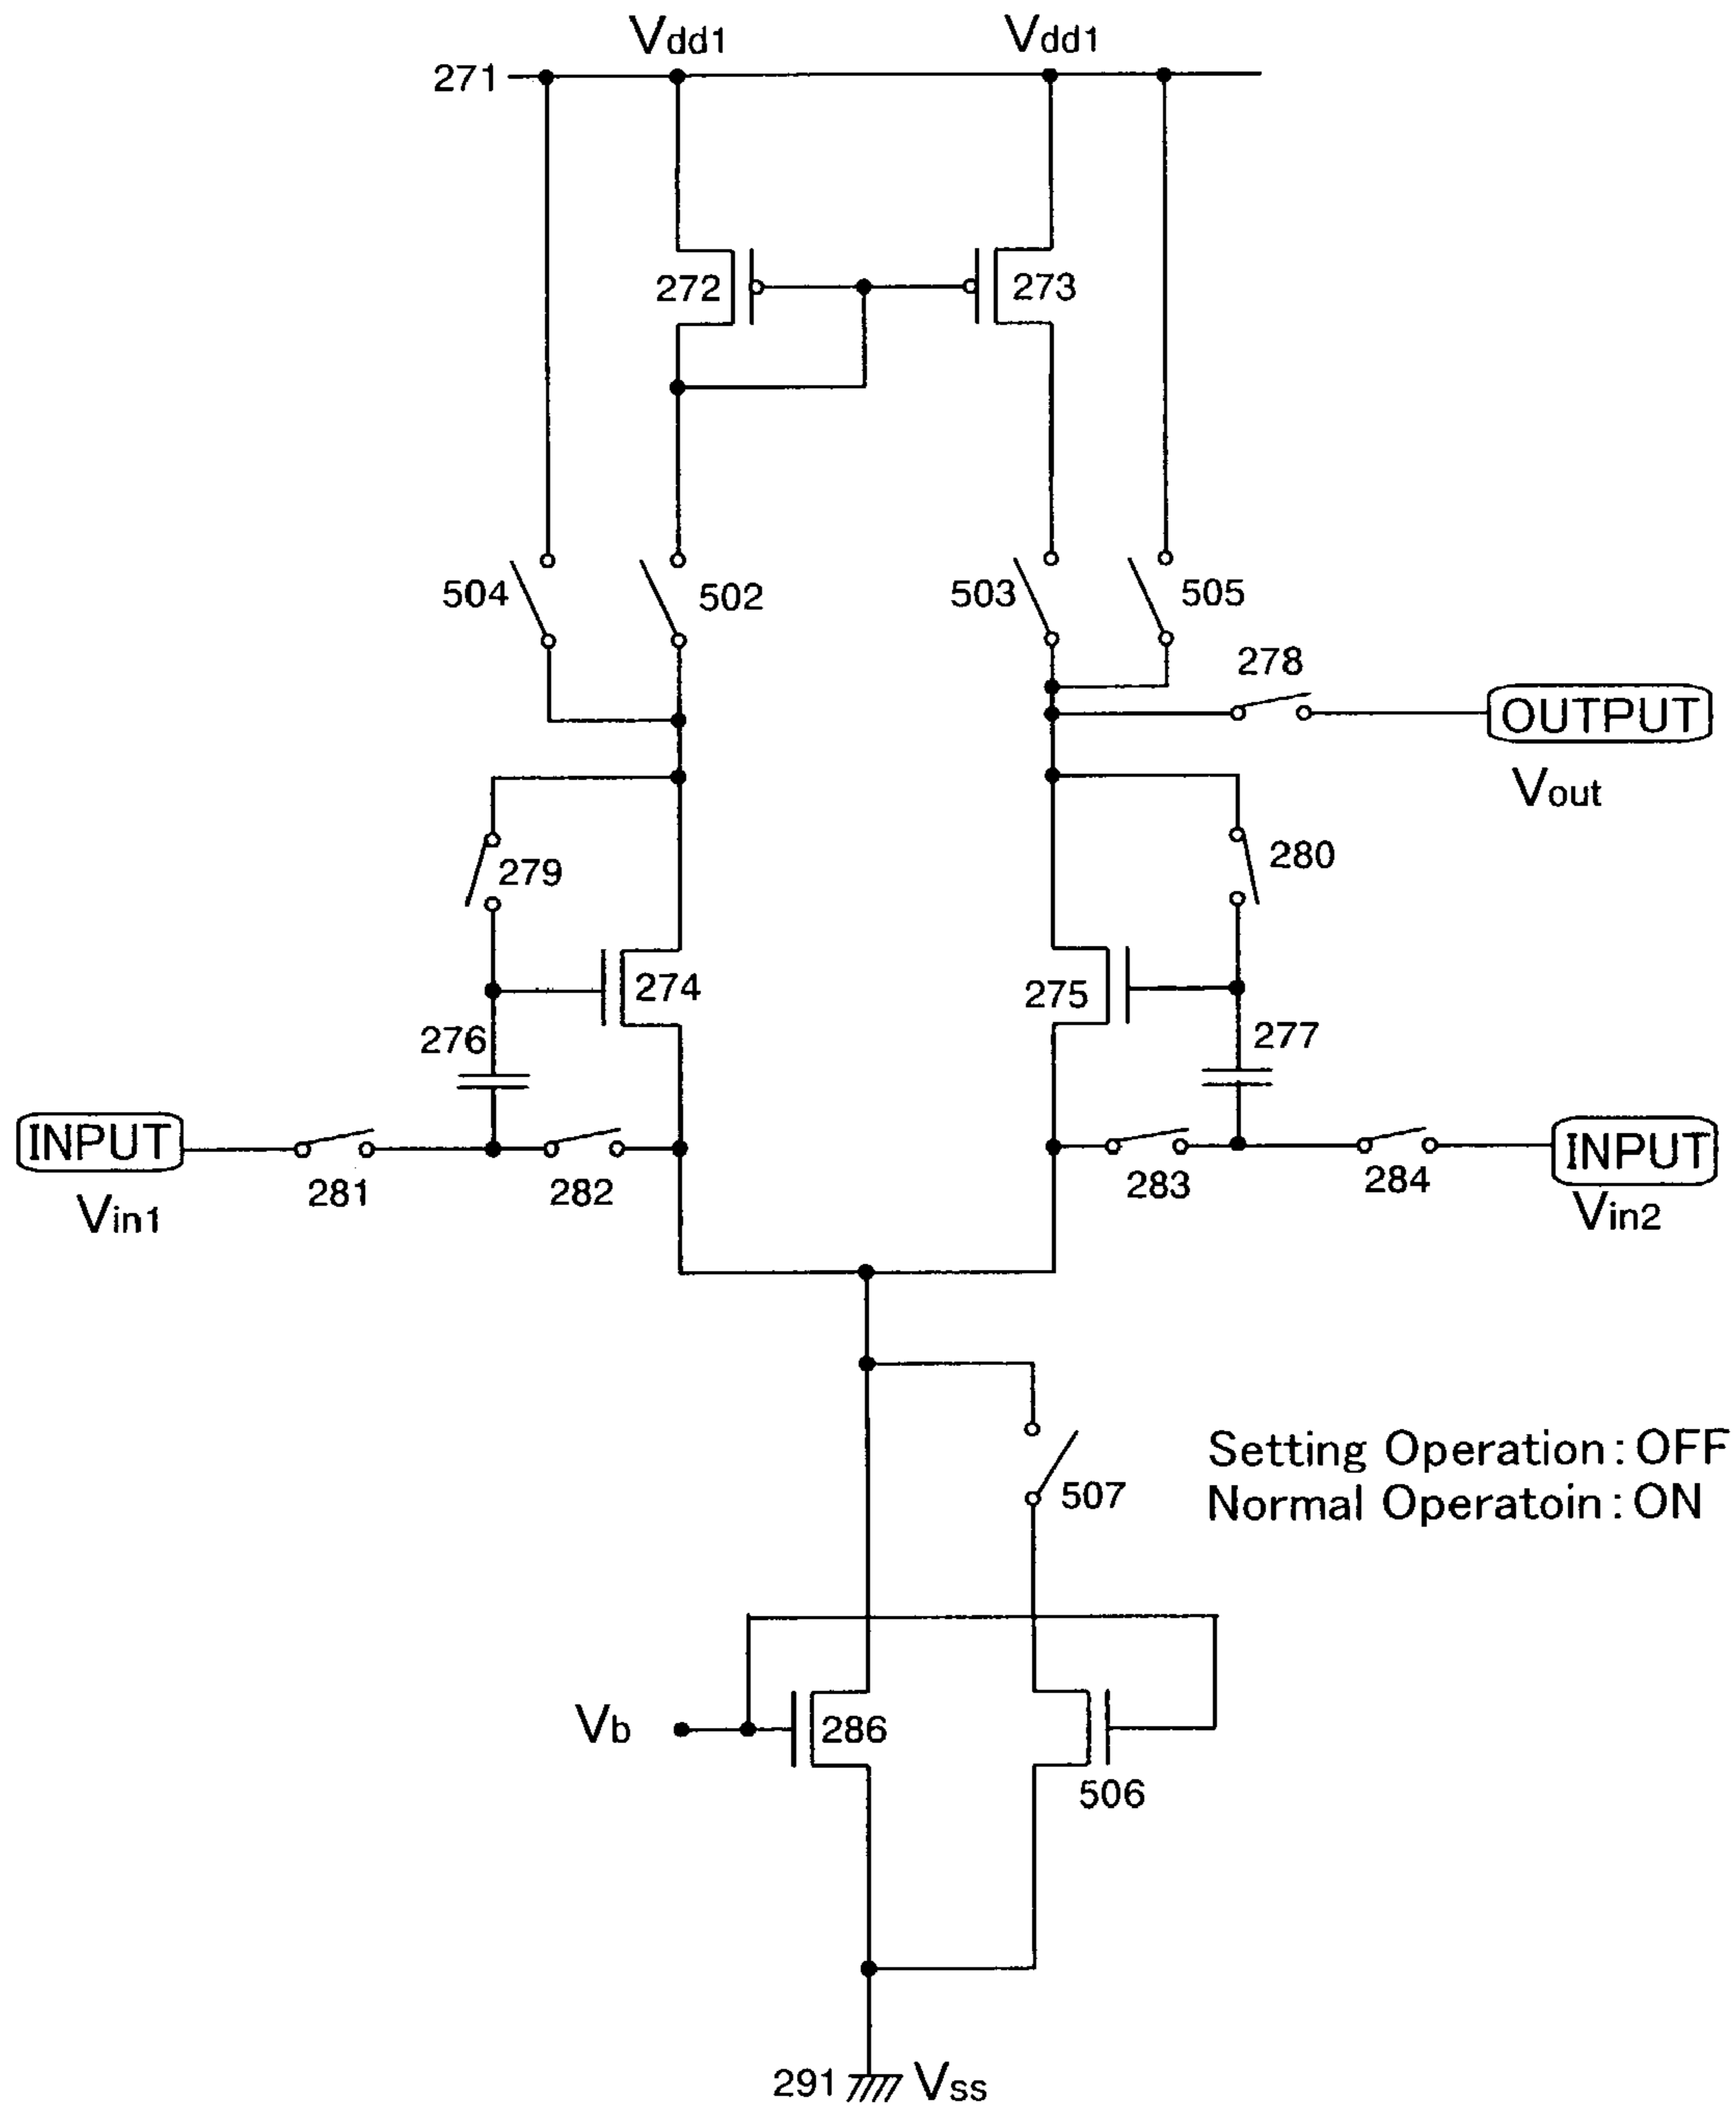 Vdd1 Vdd1
271
272 273
504 502 503 505
278
OUTPUT
Vout
279 280
274 275
276 277
INPUT INPUT
281 282 283 284
Vin1 Vin2
Setting Operation : OFF
507
Normal Operatoin : ON
Vb 286
506
291 Vss